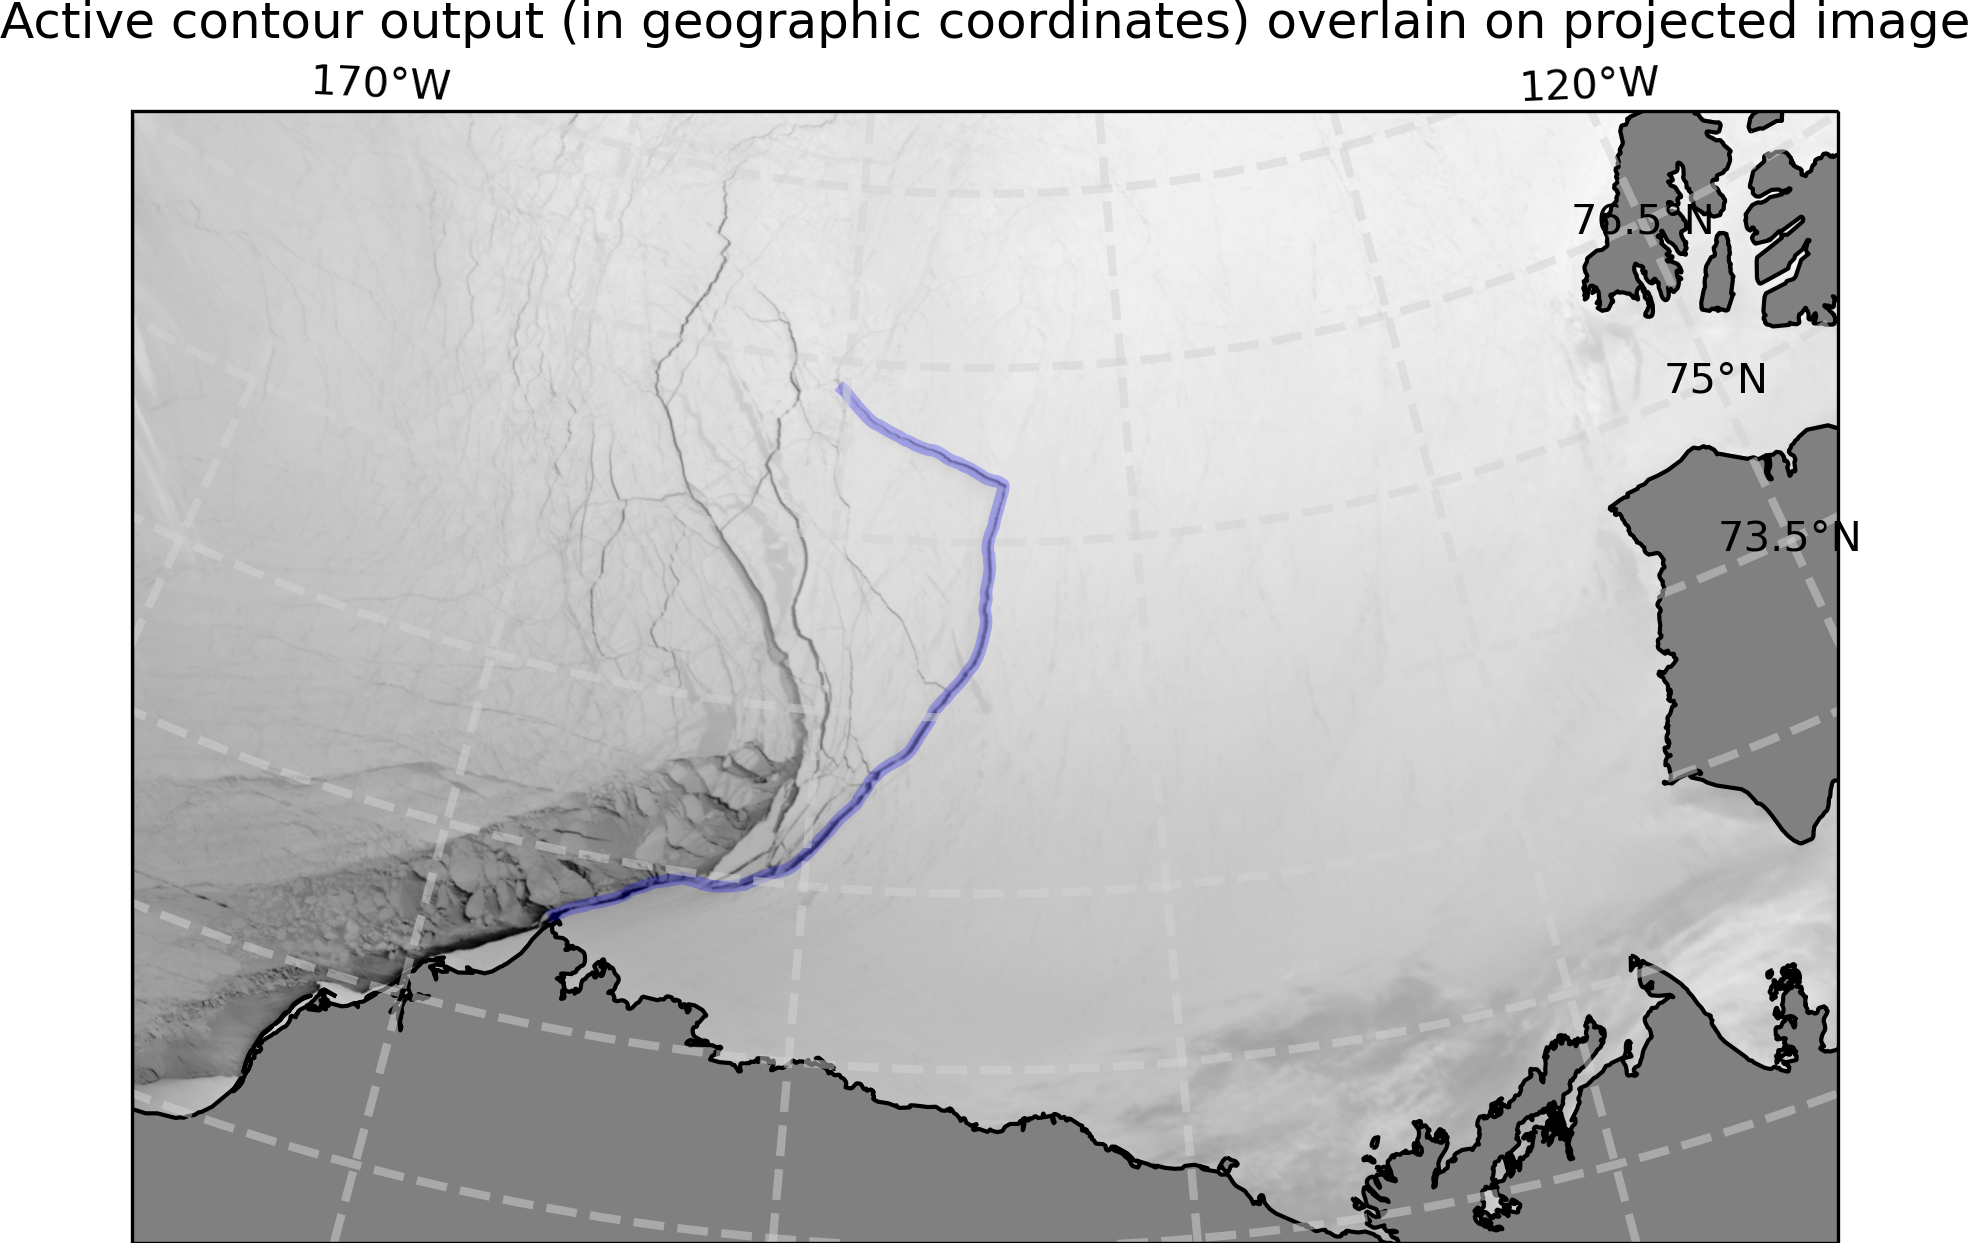 Active contour output (in geographic coordinates) overlain on projected image
170°W
120°W
76.5°N
75°N
73.5°N